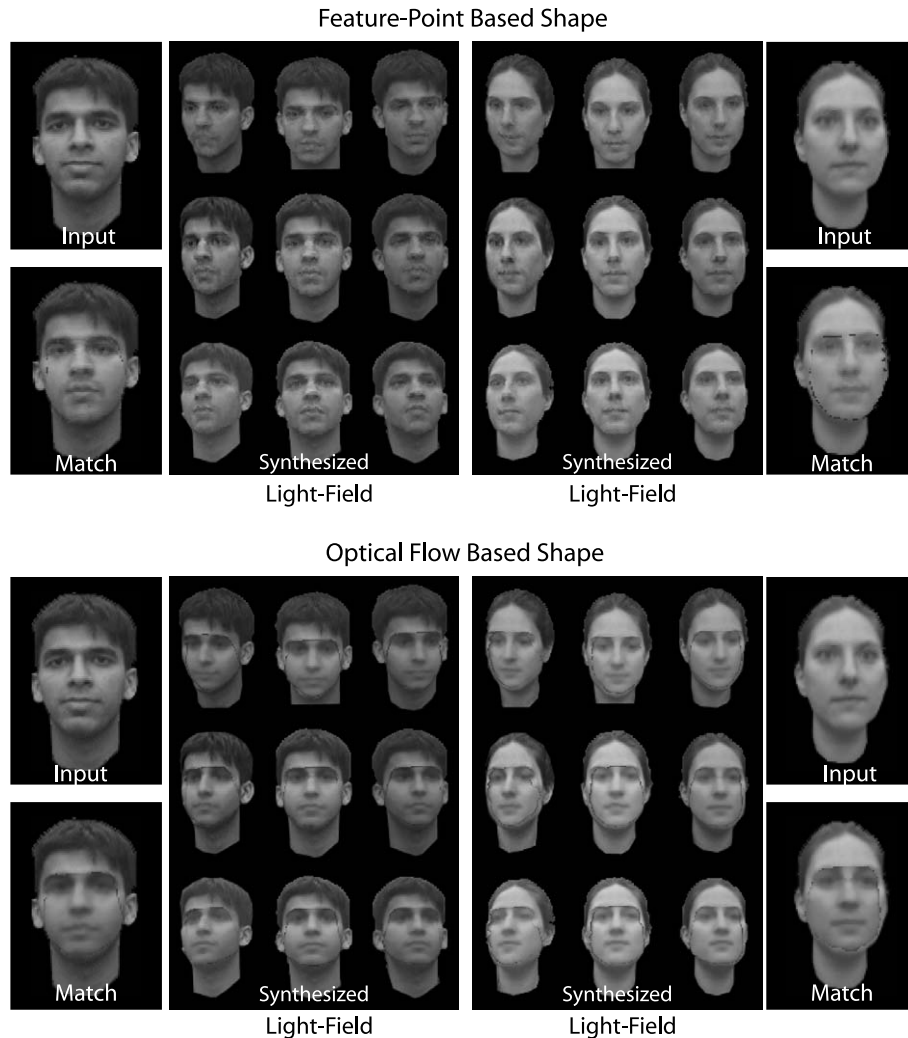 Feature-Point Based Shape
Input
Input
Match
Synthesized
Synthesized
Match
Light-Field
Light-Field
Optical Flow Based Shape
Input
Input
Match
Synthesized
Synthesized
Match
Light-Field
Light-Field